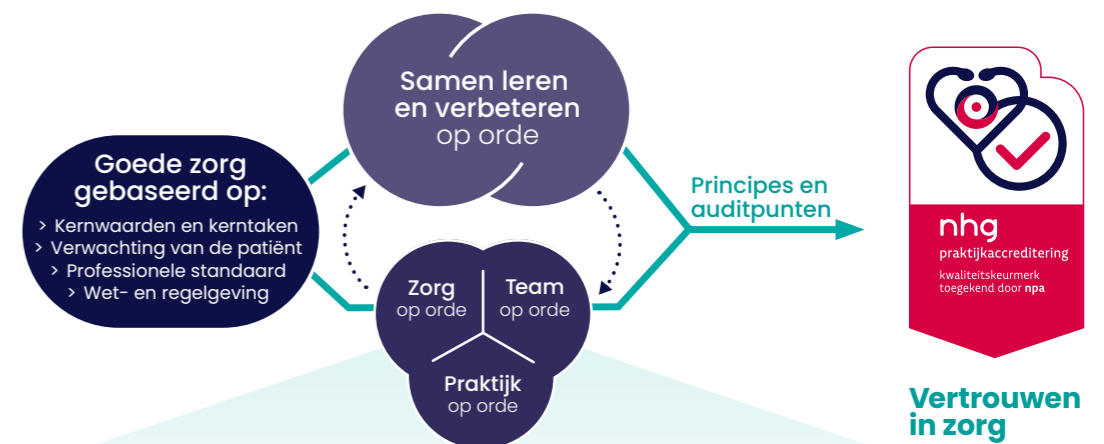 Goede zorg
gebaseerd op:
> Kernwaarden en kerntaken
> Verwachting van de patiënt
> Professionele standaard
> Wet- en regelgeving
Samen leren
en verbeteren
op orde
Zorg
op orde
Team
op orde
Praktijk
op orde
Principes en
auditpunten
nhg
praktijkaccreditering
kwaliteitskeurmerk
toegekend door npa
Vertrouwen
in zorg